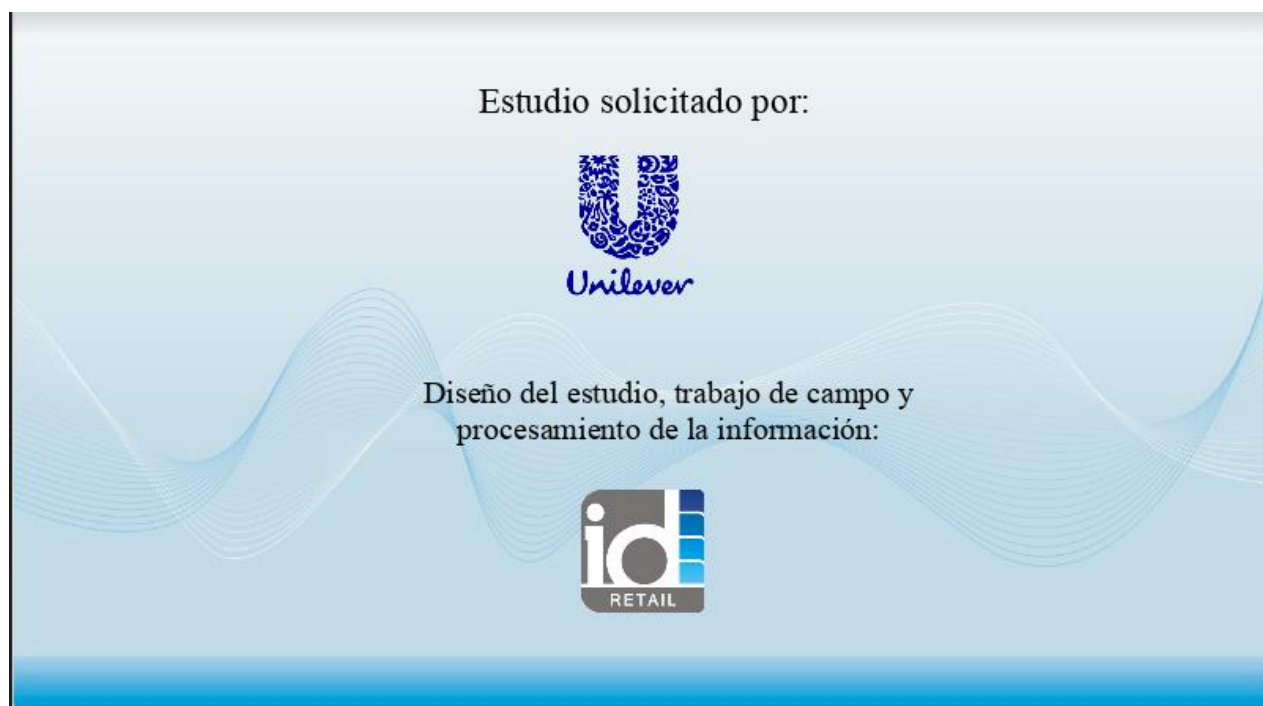 Estudio solicitado por:
Unilever
Diseño del estudio, trabajo de campo y
procesamiento de la información:
id
RETAIL